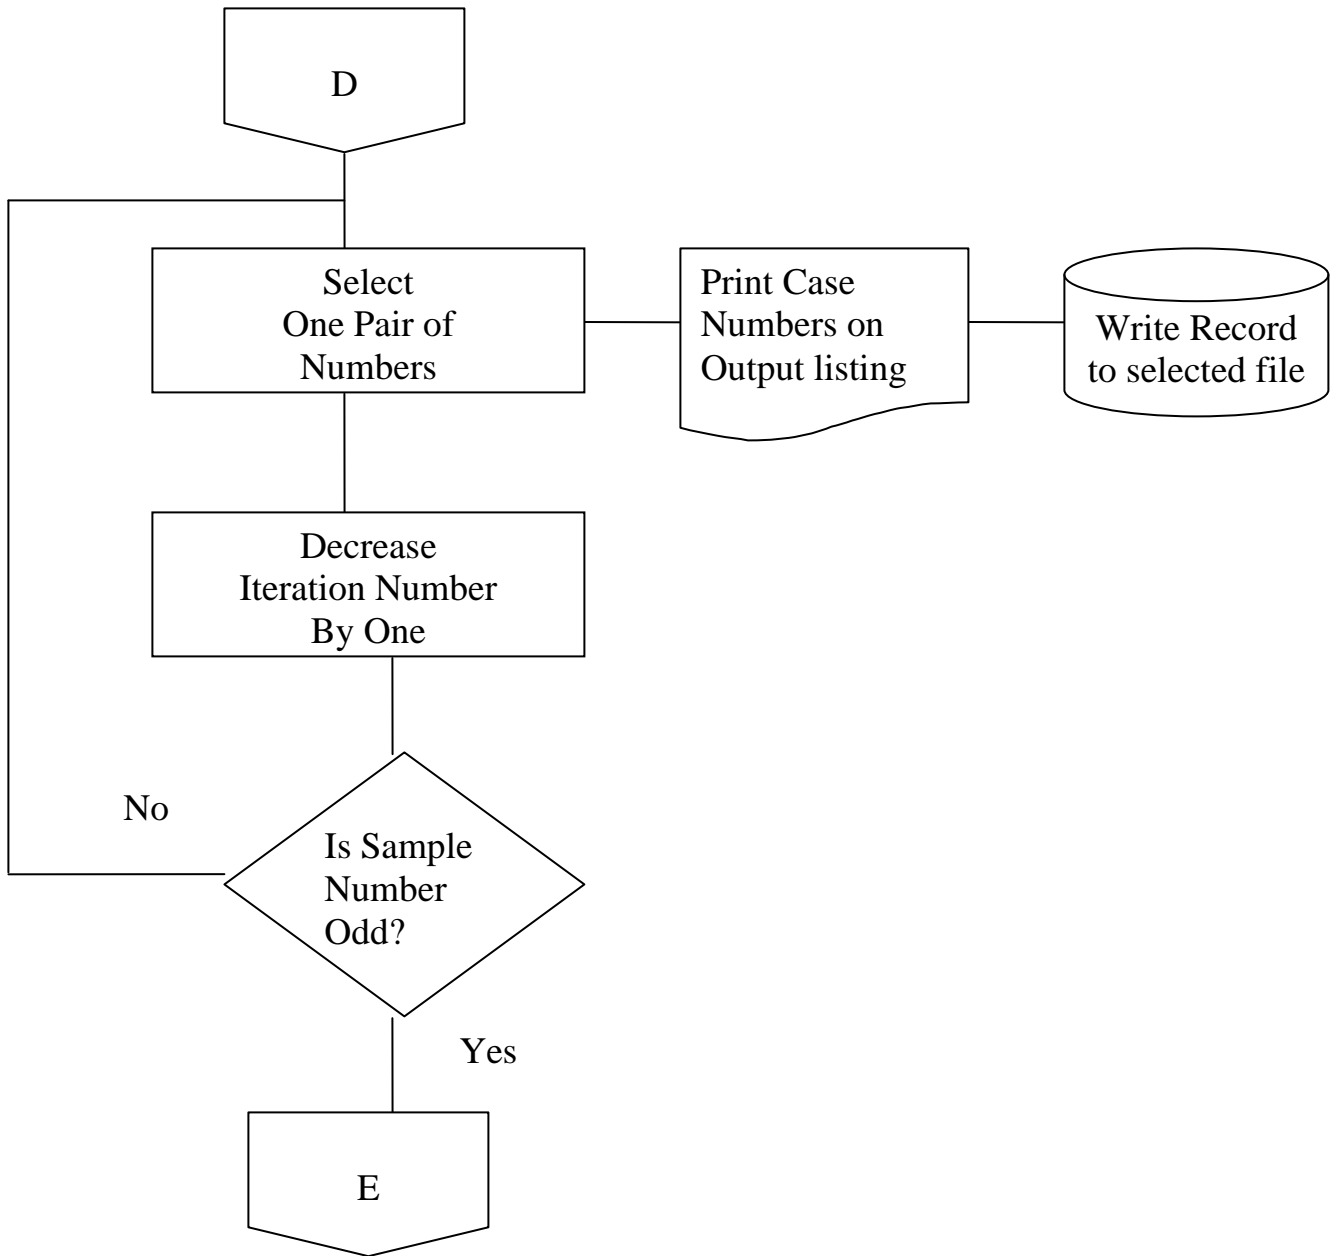 D
Select
One Pair of
Numbers
Print Case
Numbers on
Output listing
Write Record
to selected file
Decrease
Iteration Number
By One
No
Is Sample
Number
Odd?
Yes
E